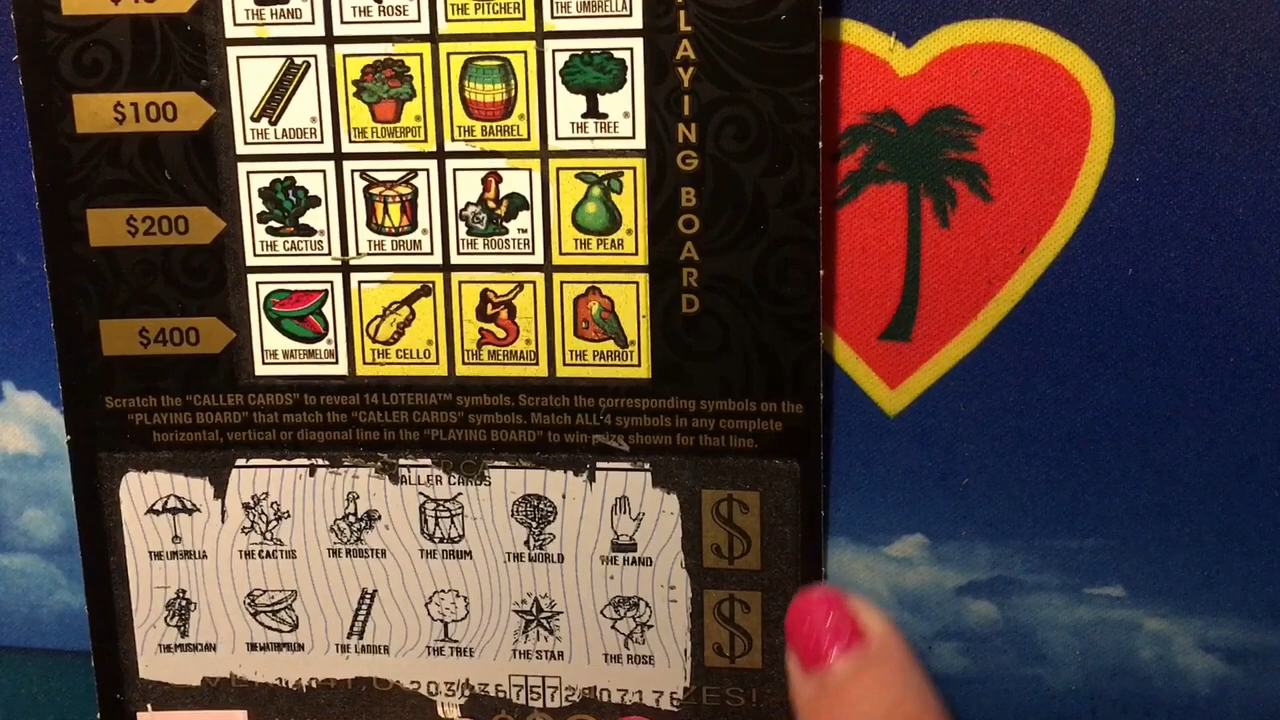 THE HAND THE ROSE THE PITCHER THE UMBRELLA
$100
THE LADDER THE FLOWERPOT THE BARREL THE TREE
$200
THE CACTUS THE DRUM THE ROOSTER THE PEAR
$400
THE WATERMELON THE CELLO THE MERMAID THE PARROT
PLAYING BOARD
Scratch the “CALLER CARDS” to reveal 14 LOTERIA™ symbols. Scratch the corresponding symbols on the
“PLAYING BOARD” that match the “CALLER CARDS” symbols. Match ALL 4 symbols in any complete
horizontal, vertical or diagonal line in the “PLAYING BOARD” to win prize shown for that line.
CALLER CARDS
THE UMBRELLA THE CACTUS THE ROOSTER THE DRUM THE WORLD THE HAND $
THE MUSICIAN THE WATERMELON THE LADDER THE TREE THE STAR THE ROSE $
757